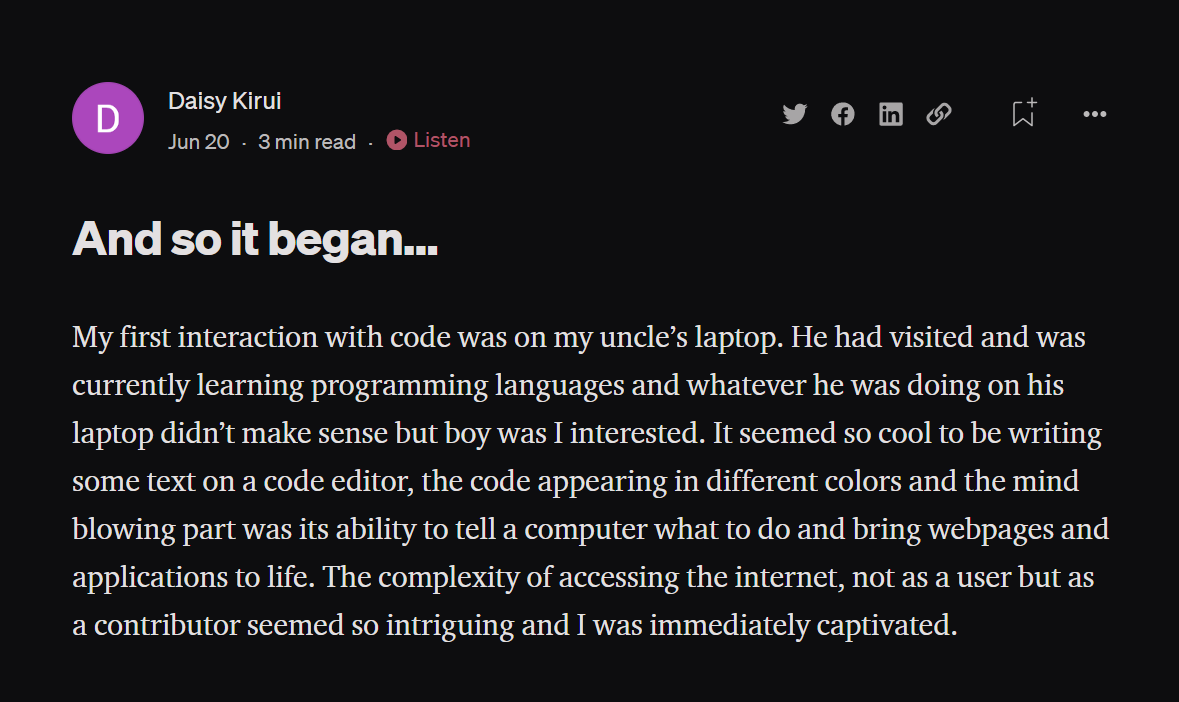 D
Daisy Kirui
Jun 20 · 3 min read · Listen
And so it began...
My first interaction with code was on my uncle’s laptop. He had visited and was
currently learning programming languages and whatever he was doing on his
laptop didn’t make sense but boy was I interested. It seemed so cool to be writing
some text on a code editor, the code appearing in different colors and the mind
blowing part was its ability to tell a computer what to do and bring webpages and
applications to life. The complexity of accessing the internet, not as a user but as
a contributor seemed so intriguing and I was immediately captivated.